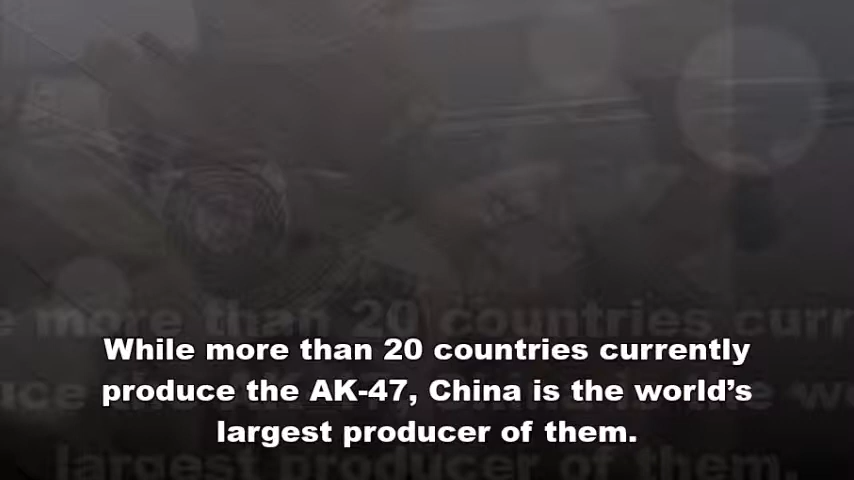 While more than 20 countries currently
produce the AK-47, China is the world’s
largest producer of them.